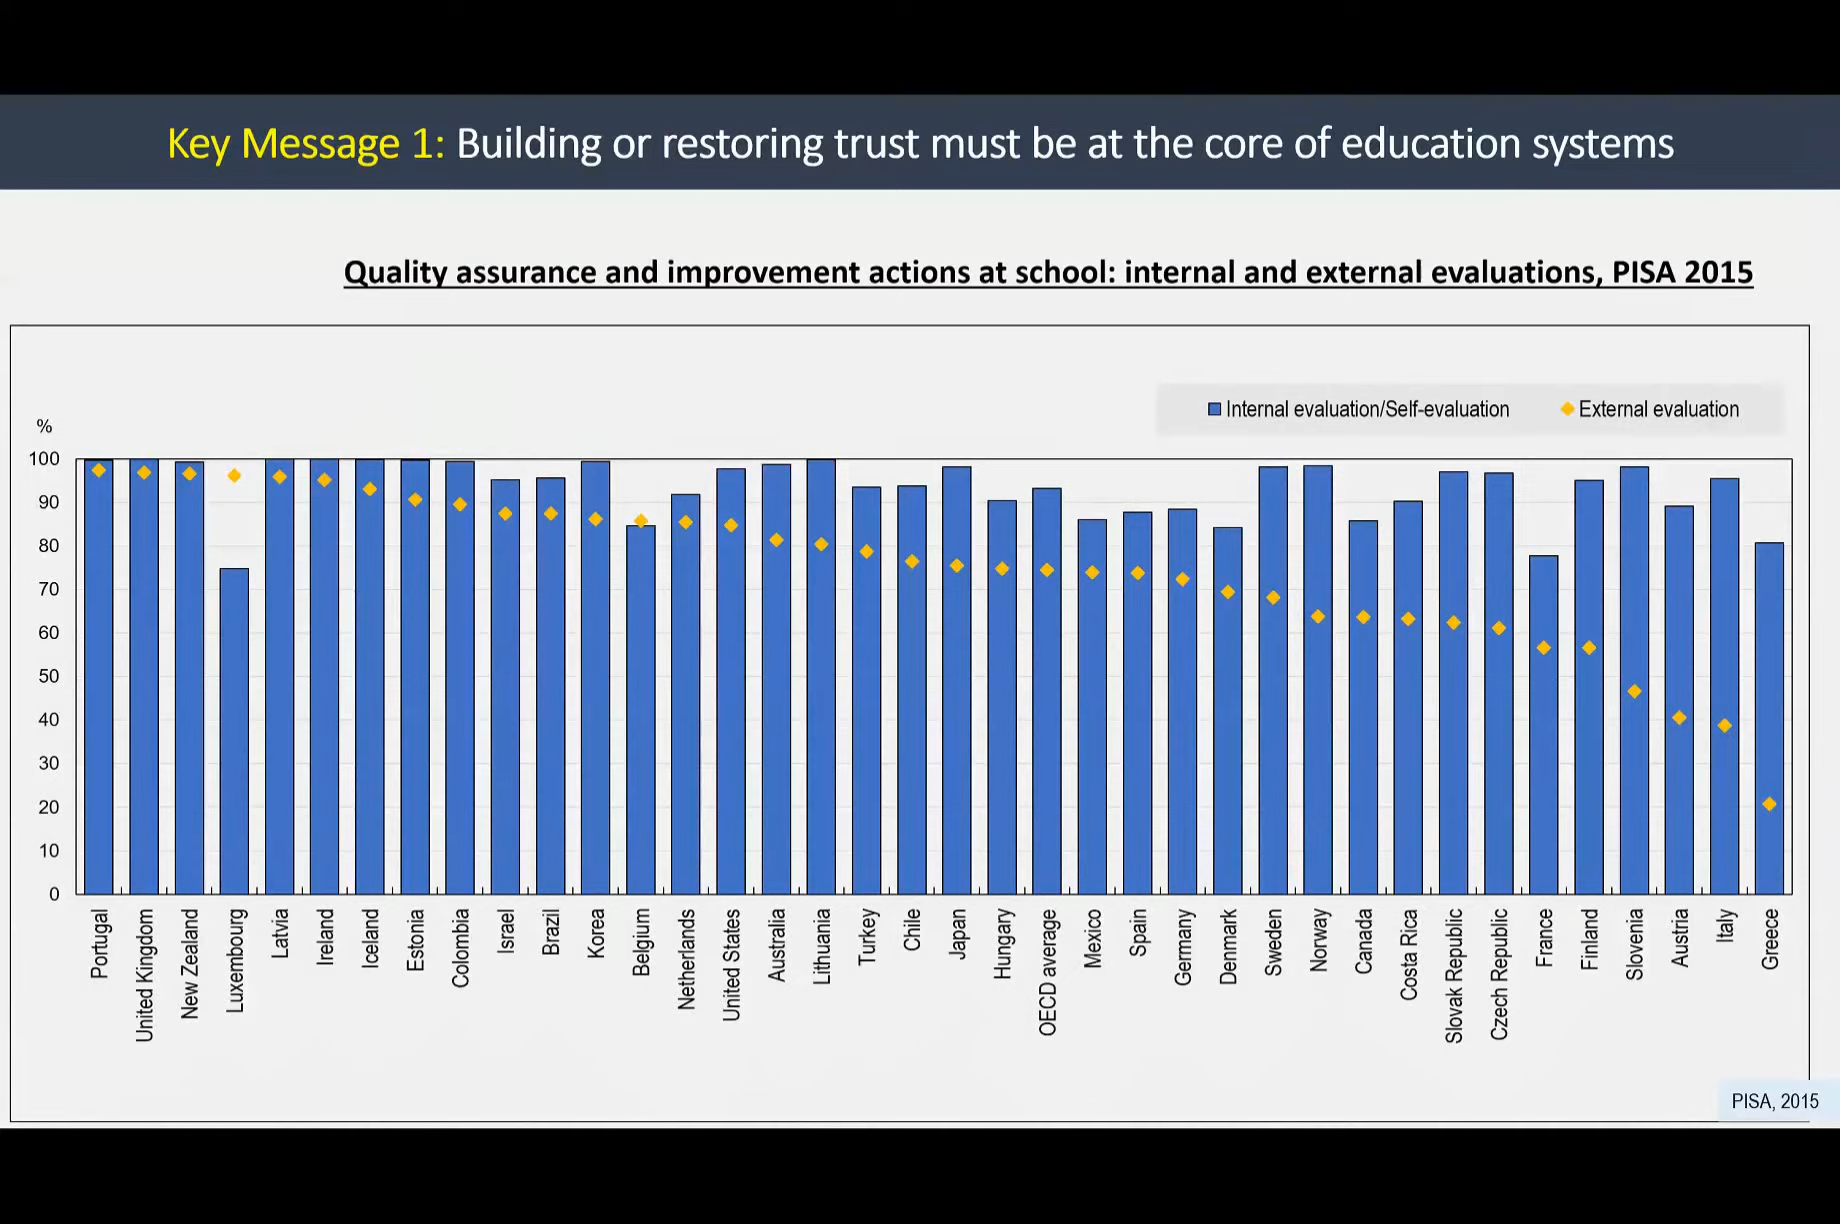 Key Message 1: Building or restoring trust must be at the core of education systems
Quality assurance and improvement actions at school: internal and external evaluations, PISA 2015
Internal evaluation/Self-evaluation
External evaluation
%
100
90
80
70
60
50
40
30
20
10
0
Portugal
United Kingdom
New Zealand
Luxembourg
Latvia
Ireland
Iceland
Estonia
Colombia
Israel
Brazil
Korea
Belgium
Netherlands
United States
Australia
Lithuania
Turkey
Chile
Japan
Hungary
OECD average
Mexico
Spain
Germany
Denmark
Sweden
Norway
Canada
Costa Rica
Slovak Republic
Czech Republic
France
Finland
Slovenia
Austria
Italy
Greece
PISA, 2015